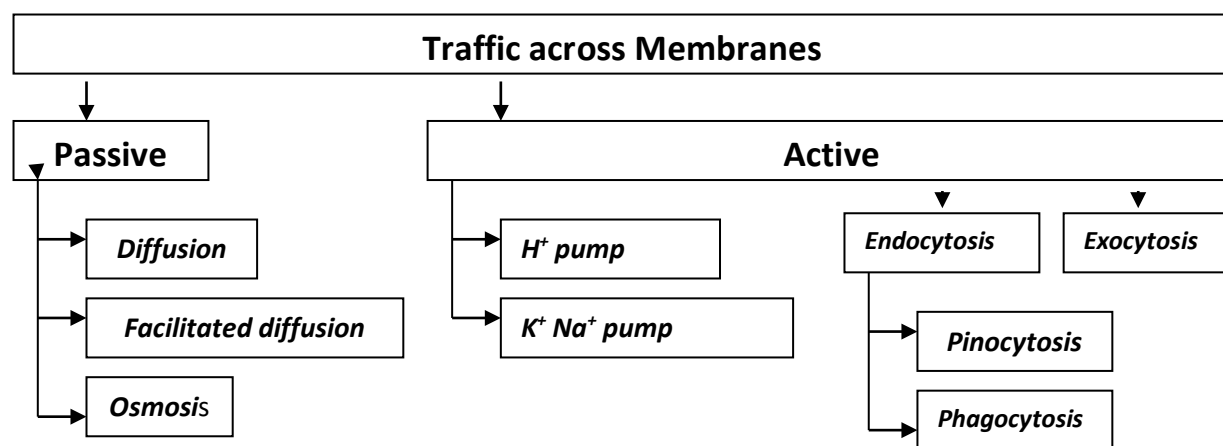 Traffic across Membranes
Passive
Active
Diffusion
Facilitated diffusion
Osmosis
H⁺ pump
K⁺ Na⁺ pump
Endocytosis
Exocytosis
Pinocytosis
Phagocytosis